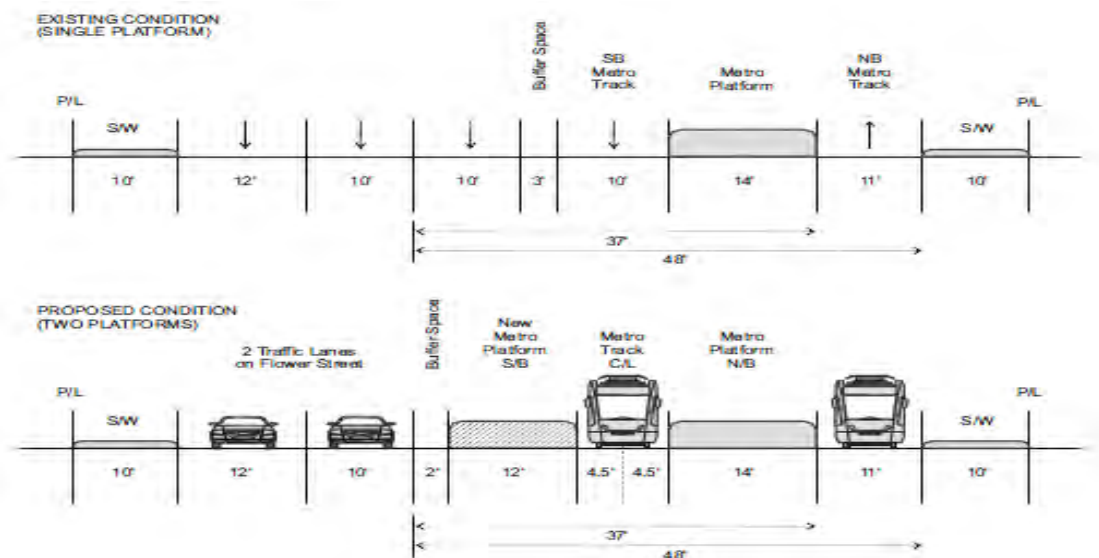 EXISTING CONDITION
(SINGLE PLATFORM)
Buffer Space
SB
Metro
Track
Metro
Platform
NB
Metro
Track
P/L
P/L
S/W
S/W
10' 12' 10' 10' 3' 10' 14' 11' 10'
37'
48'
PROPOSED CONDITION
(TWO PLATFORMS)
2 Traffic Lanes
on Flower Street
Buffer Space
New
Metro
Platform
S/B
Metro
Track
C/L
Metro
Platform
N/B
P/L
P/L
S/W
S/W
10' 12' 10' 2' 12' 4.5' 4.5' 14' 11' 10'
37'
48'